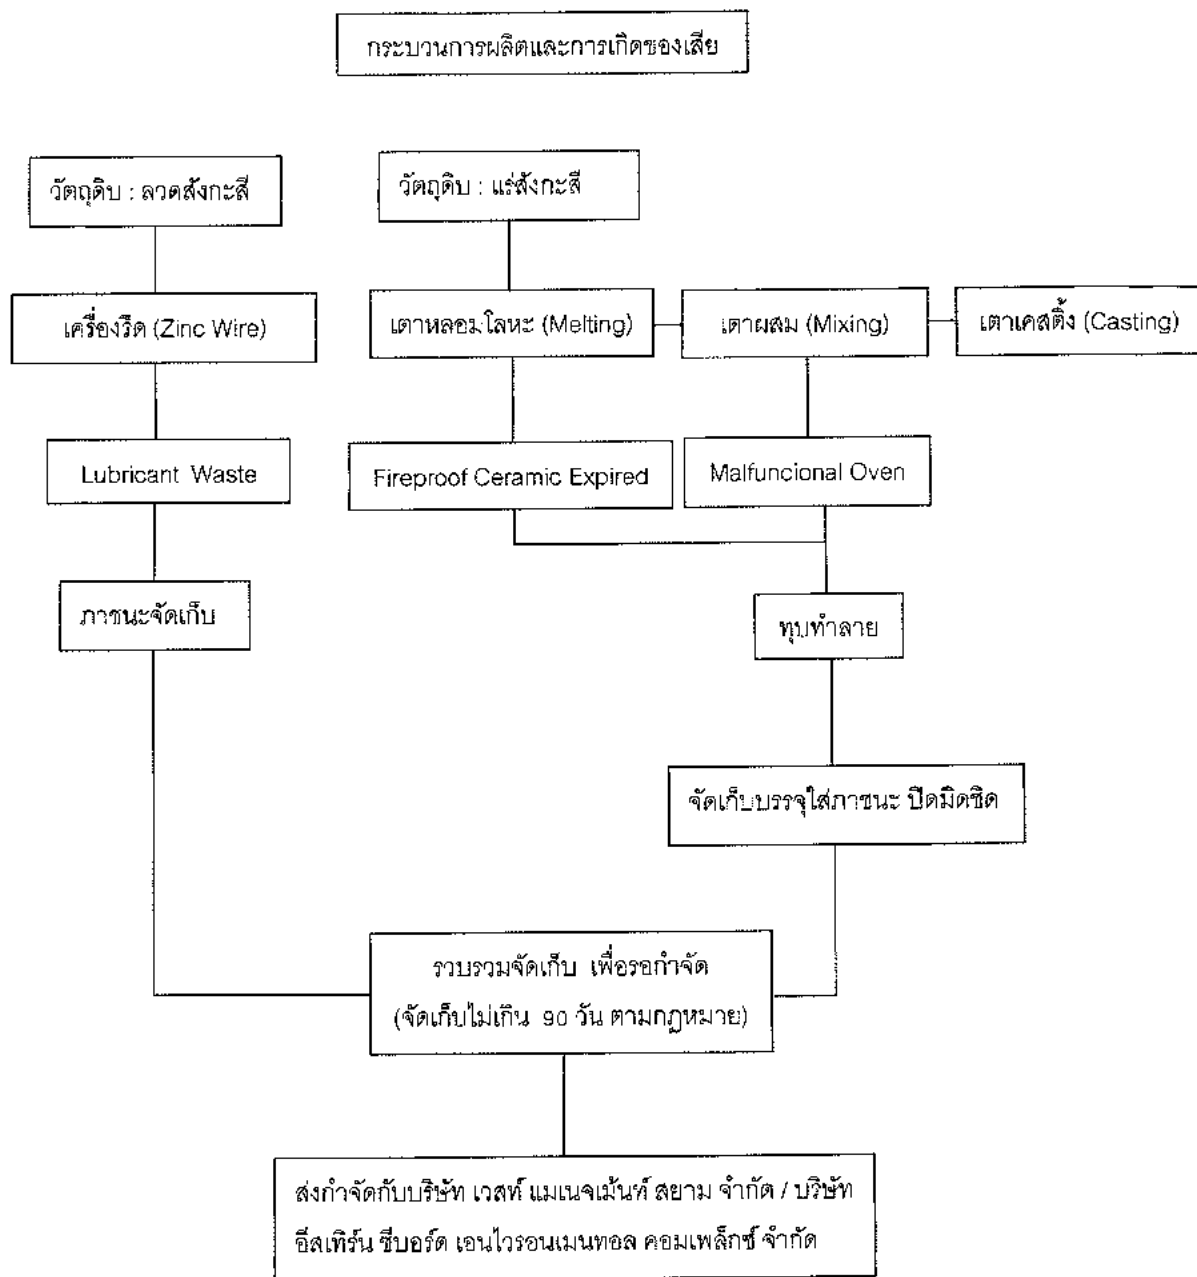 กระบวนการผลิตและการเกิดของเสีย
วัตถุดิบ : ลวดสังกะสี
วัตถุดิบ : แร่สังกะสี
เครื่องรีด (Zinc Wire)
เตาหลอมโลหะ (Melting)
เตาผสม (Mixing)
เตาเคสติ้ง (Casting)
Lubricant Waste
Fireproof Ceramic Expired
Malfuncional Oven
ภาชนะจัดเก็บ
ทุบทำลาย
จัดเก็บบรรจุใส่ภาชนะ ปิดมิดชิด
รวบรวมจัดเก็บ เพื่อรอกำจัด
(จัดเก็บไม่เกิน 90 วัน ตามกฎหมาย)
ส่งกำจัดกับบริษัท เวสท์ แมเนจเม้นท์ สยาม จำกัด / บริษัท
อีสเทิร์น ซีบอร์ด เอนไวรอนเมนทอล คอมเพล็กซ์ จำกัด